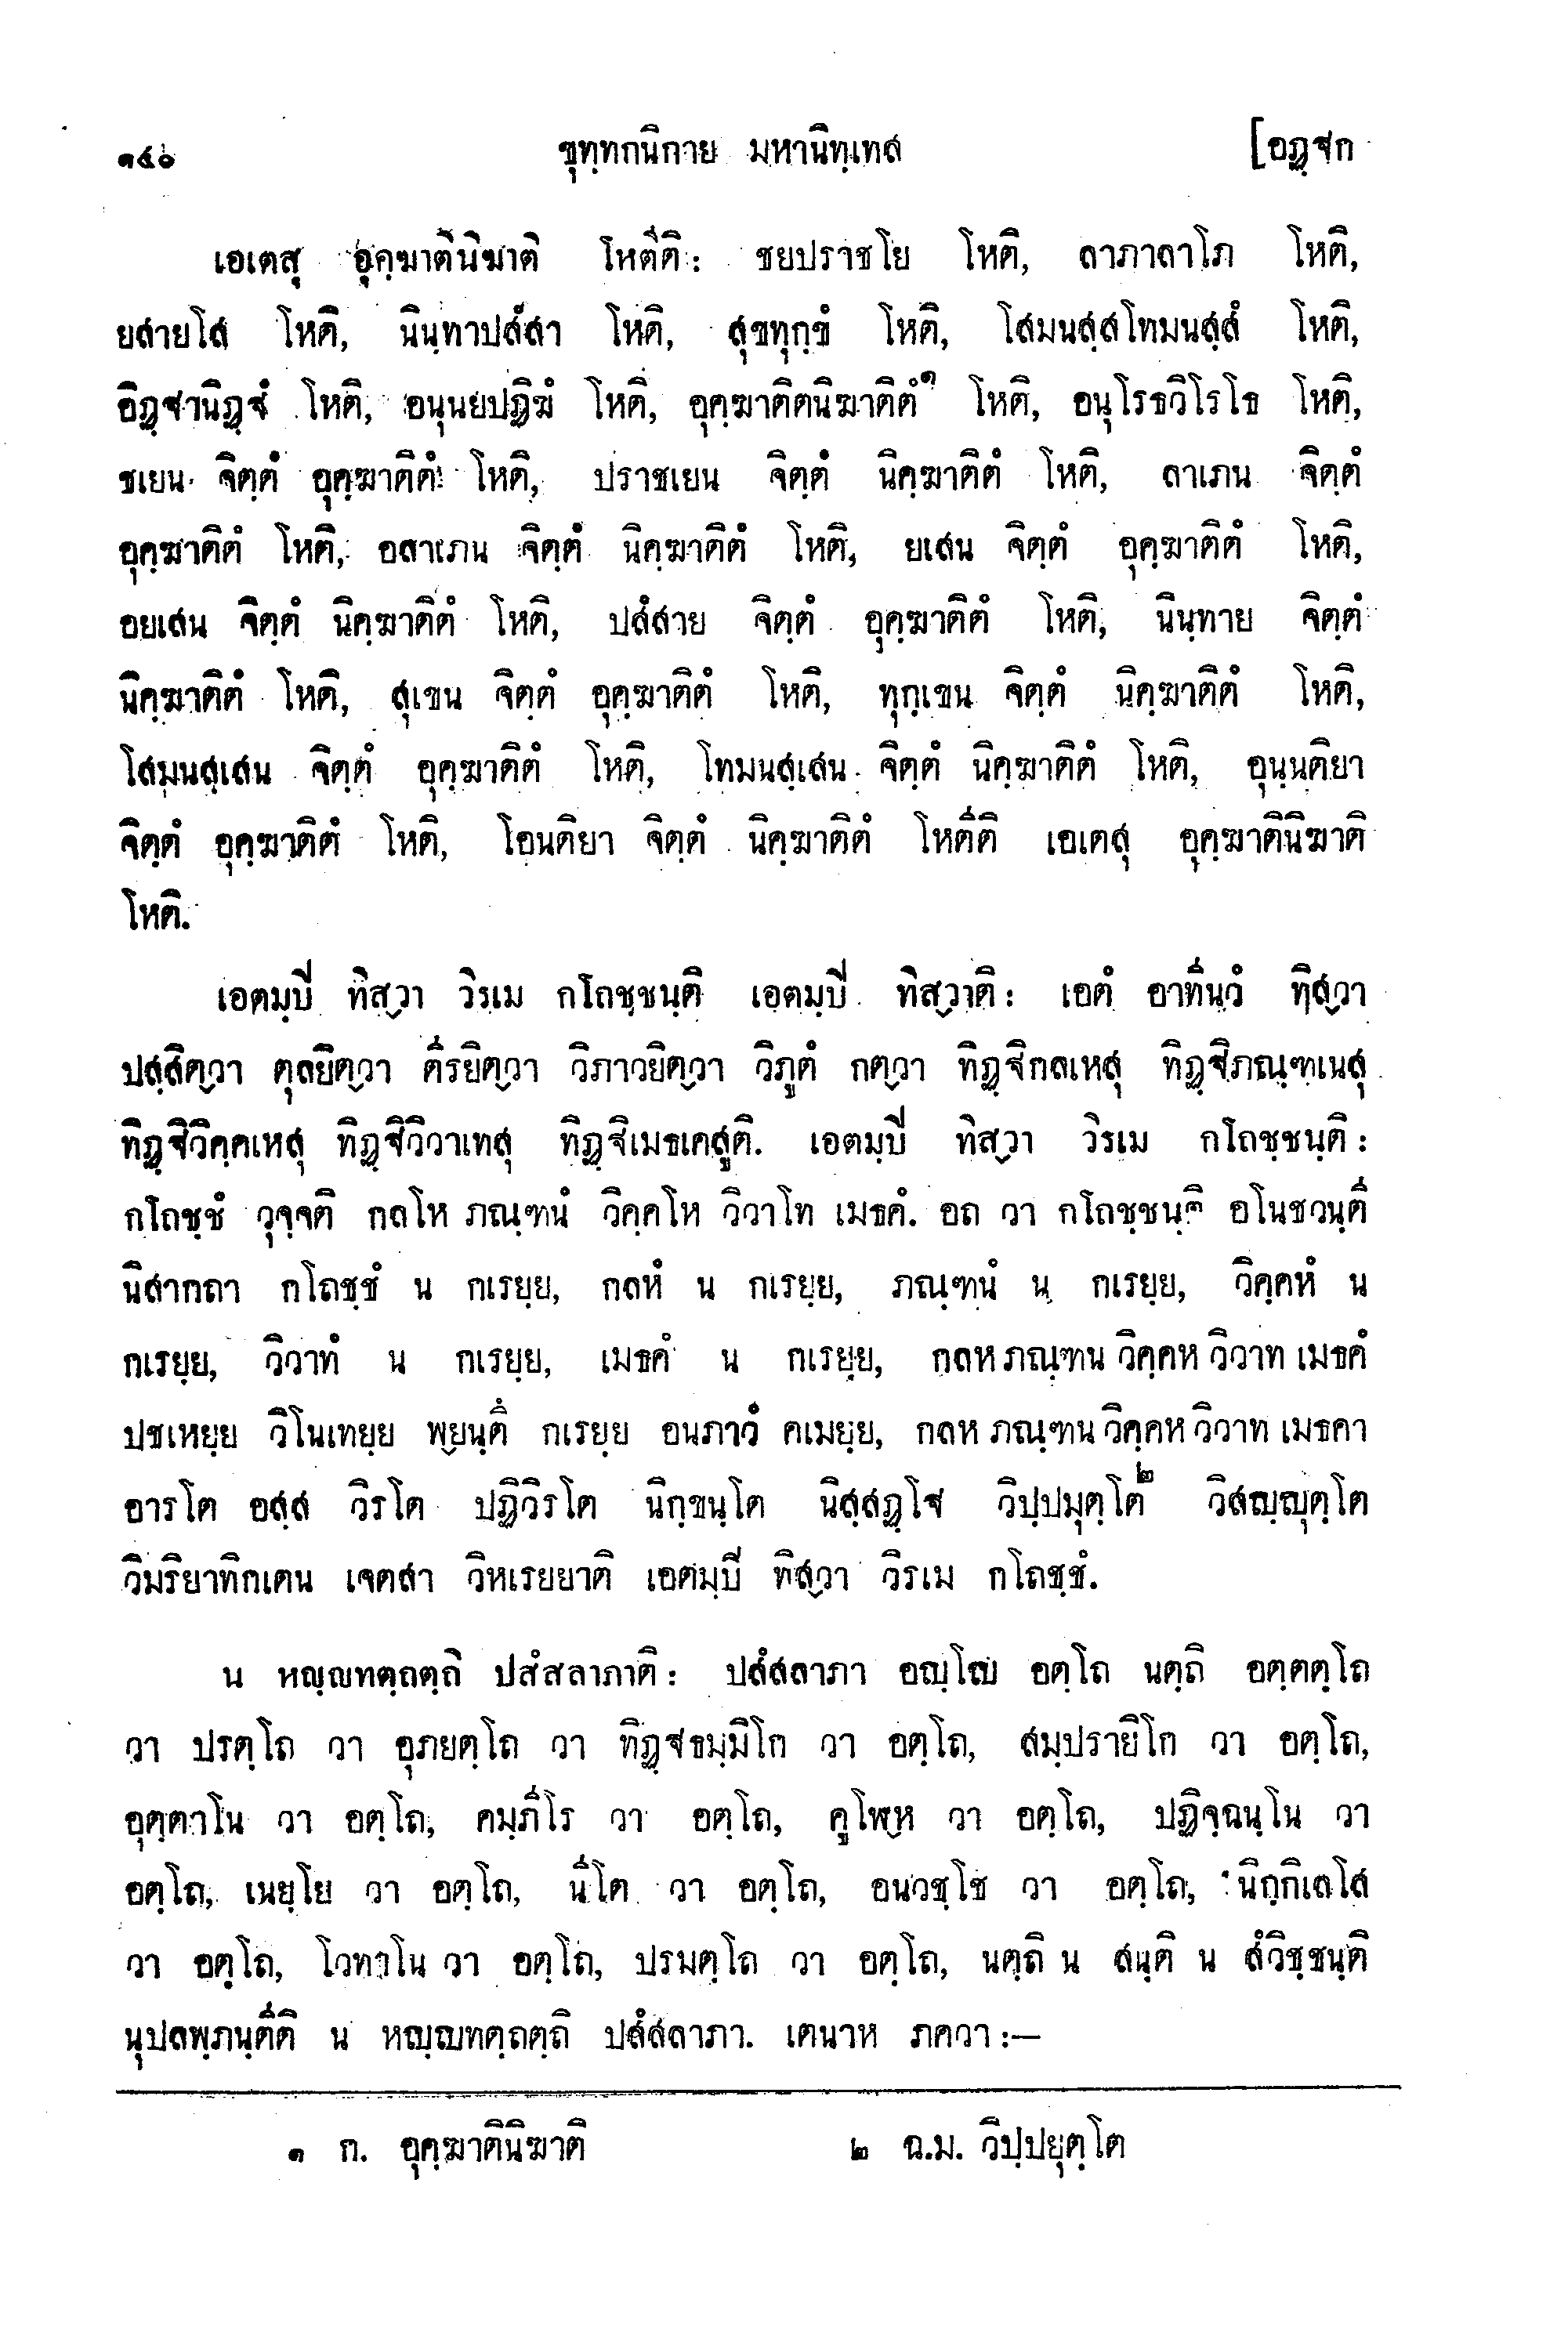 ๑๔๖ ขุทฺทกนิกาย มหานิทฺเทส [อฏฺฐก
เอเตสุ อุคฺฆาตินิฆาติ โหตีติ: ชยปราชโย โหติ, ลาภาลาโภ โหติ,
ยสายโส โหติ, นินฺทาปสํสา โหติ, สุขทุกฺขํ โหติ, โสมนสฺสโทมนสฺสํ โหติ,
อิฏฺฐานิฏฺฐํ โหติ, อนุนยปฏิฆํ โหติ, อุคฺฆาติตนิฆาติตํ๑ โหติ, อนุโรธวิโรโธ โหติ,
ชเยน จิตฺตํ อุคฺฆาติตํ โหติ, ปราชเยน จิตฺตํ นิคฺฆาติตํ โหติ, ลาเภน จิตฺตํ
อุคฺฆาติตํ โหติ, อลาเภน จิตฺตํ นิคฺฆาติตํ โหติ, ยเสน จิตฺตํ อุคฺฆาติตํ โหติ,
อยเสน จิตฺตํ นิคฺฆาติตํ โหติ, ปสํสาย จิตฺตํ อุคฺฆาติตํ โหติ, นินฺทาย จิตฺตํ
นิคฺฆาติตํ โหติ, สุเขน จิตฺตํ อุคฺฆาติตํ โหติ, ทุกฺเขน จิตฺตํ นิคฺฆาติตํ โหติ,
โสมนสฺเสน จิตฺตํ อุคฺฆาติตํ โหติ, โทมนสฺเสน จิตฺตํ นิคฺฆาติตํ โหติ, อุนฺนติยา
จิตฺตํ อุคฺฆาติตํ โหติ, โอนติยา จิตฺตํ นิคฺฆาติตํ โหตีติ เอเตสุ อุคฺฆาตินิฆาติ
โหติ.
เอตมฺปิ ทิสฺวา วิรเม กโถชฺชนฺติ เอตมฺปิ ทิสฺวาติ: เอตํ อาทีนวํ ทิสฺวา
ปสฺสิตฺวา ตุลยิตฺวา ตีรยิตฺวา วิภาวยิตฺวา วิภูตํ กตฺวา ทิฏฺฐิกลเหสุ ทิฏฺฐิภณฺฑเนสุ
ทิฏฺฐิวิคฺคเหสุ ทิฏฺฐิวิวาเทสุ ทิฏฺฐิเมธเคสูติ. เอตมฺปิ ทิสฺวา วิรเม กโถชฺชนฺติ:
กโถชฺชํ วุจฺจติ กลโห ภณฺฑนํ วิคฺคโห วิวาโท เมธคํ. อถ วา กโถชฺชนฺติ อโนชวนฺตี
นิสากถา กโถชฺชํ น กเรยฺย, กลหํ น กเรยฺย, ภณฺฑนํ น กเรยฺย, วิคฺคหํ น
กเรยฺย, วิวาทํ น กเรยฺย, เมธคํ น กเรยฺย, กลหภณฺฑนวิคฺคหวิวาทเมธคํ
ปชเหยฺย วิโนเทยฺย พฺยนฺตึ กเรยฺย อนภาวํ คเมยฺย, กลหภณฺฑนวิคฺคหวิวาทเมธคา
อารโต อสฺส วิรโต ปฏิวิรโต นิกฺขนฺโต นิสฺสฏฺโฐ วิปฺปมุตฺโต๒ วิสญฺญุตฺโต
วิมริยาทิกเตน เจตสา วิหเรยฺยาติ เอตมฺปิ ทิสฺวา วิรเม กโถชฺชํ.
น หญฺญทตฺถตฺถิ ปสํสลาภาติ: ปสํสลาภา อญฺโญ อตฺโถ นตฺถิ อตฺตตฺโถ
วา ปรตฺโถ วา อุภยตฺโถ วา ทิฏฺฐธมฺมิโก วา อตฺโถ, สมฺปรายิโก วา อตฺโถ,
อุตฺตาโน วา อตฺโถ, คมฺภีโร วา อตฺโถ, คูโฬฺห วา อตฺโถ, ปฏิจฺฉนฺโน วา
อตฺโถ, เนยฺโย วา อตฺโถ, นีโต วา อตฺโถ, อนวชฺโช วา อตฺโถ, นิกฺกิเลโส
วา อตฺโถ, โวทาโน วา อตฺโถ, ปรมตฺโถ วา อตฺโถ, นตฺถิ น สนฺติ น สํวิชฺชนฺติ
นุปลพฺภนฺตีติ น หญฺญทตฺถตฺถิ ปสํสลาภา. เตนาห ภควา :—
๑ ก. อุคฺฆาตินิฆาติ ๒ ฉ.ม. วิปฺปยุตฺโต